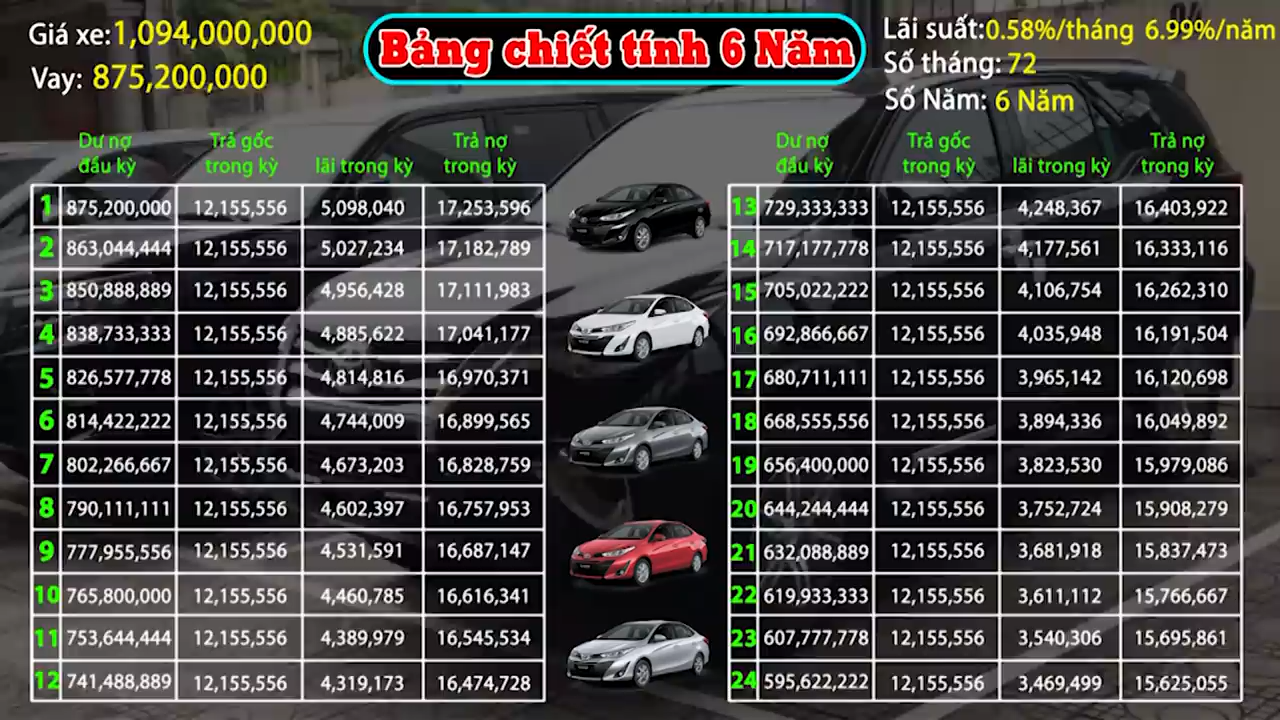 Giá xe:1,094,000,000
Vay: 875,200,000
Bảng chiết tính 6 Năm
Lãi suất:0.58%/tháng 6.99%/năm
Số tháng: 72
Số Năm: 6 Năm
Dư nợ đầu kỳ Trả gốc trong kỳ lãi trong kỳ Trả nợ trong kỳ
1 875,200,000 12,155,556 5,098,040 17,253,596
2 863,044,444 12,155,556 5,027,234 17,182,789
3 850,888,889 12,155,556 4,956,428 17,111,983
4 838,733,333 12,155,556 4,885,622 17,041,177
5 826,577,778 12,155,556 4,814,816 16,970,371
6 814,422,222 12,155,556 4,744,009 16,899,565
7 802,266,667 12,155,556 4,673,203 16,828,759
8 790,111,111 12,155,556 4,602,397 16,757,953
9 777,955,556 12,155,556 4,531,591 16,687,147
10 765,800,000 12,155,556 4,460,785 16,616,341
11 753,644,444 12,155,556 4,389,979 16,545,534
12 741,488,889 12,155,556 4,319,173 16,474,728
Dư nợ đầu kỳ Trả gốc trong kỳ lãi trong kỳ Trả nợ trong kỳ
13 729,333,333 12,155,556 4,248,367 16,403,922
14 717,177,778 12,155,556 4,177,561 16,333,116
15 705,022,222 12,155,556 4,106,754 16,262,310
16 692,866,667 12,155,556 4,035,948 16,191,504
17 680,711,111 12,155,556 3,965,142 16,120,698
18 668,555,556 12,155,556 3,894,336 16,049,892
19 656,400,000 12,155,556 3,823,530 15,979,086
20 644,244,444 12,155,556 3,752,724 15,908,279
21 632,088,889 12,155,556 3,681,918 15,837,473
22 619,933,333 12,155,556 3,611,112 15,766,667
23 607,777,778 12,155,556 3,540,306 15,695,861
24 595,622,222 12,155,556 3,469,499 15,625,055